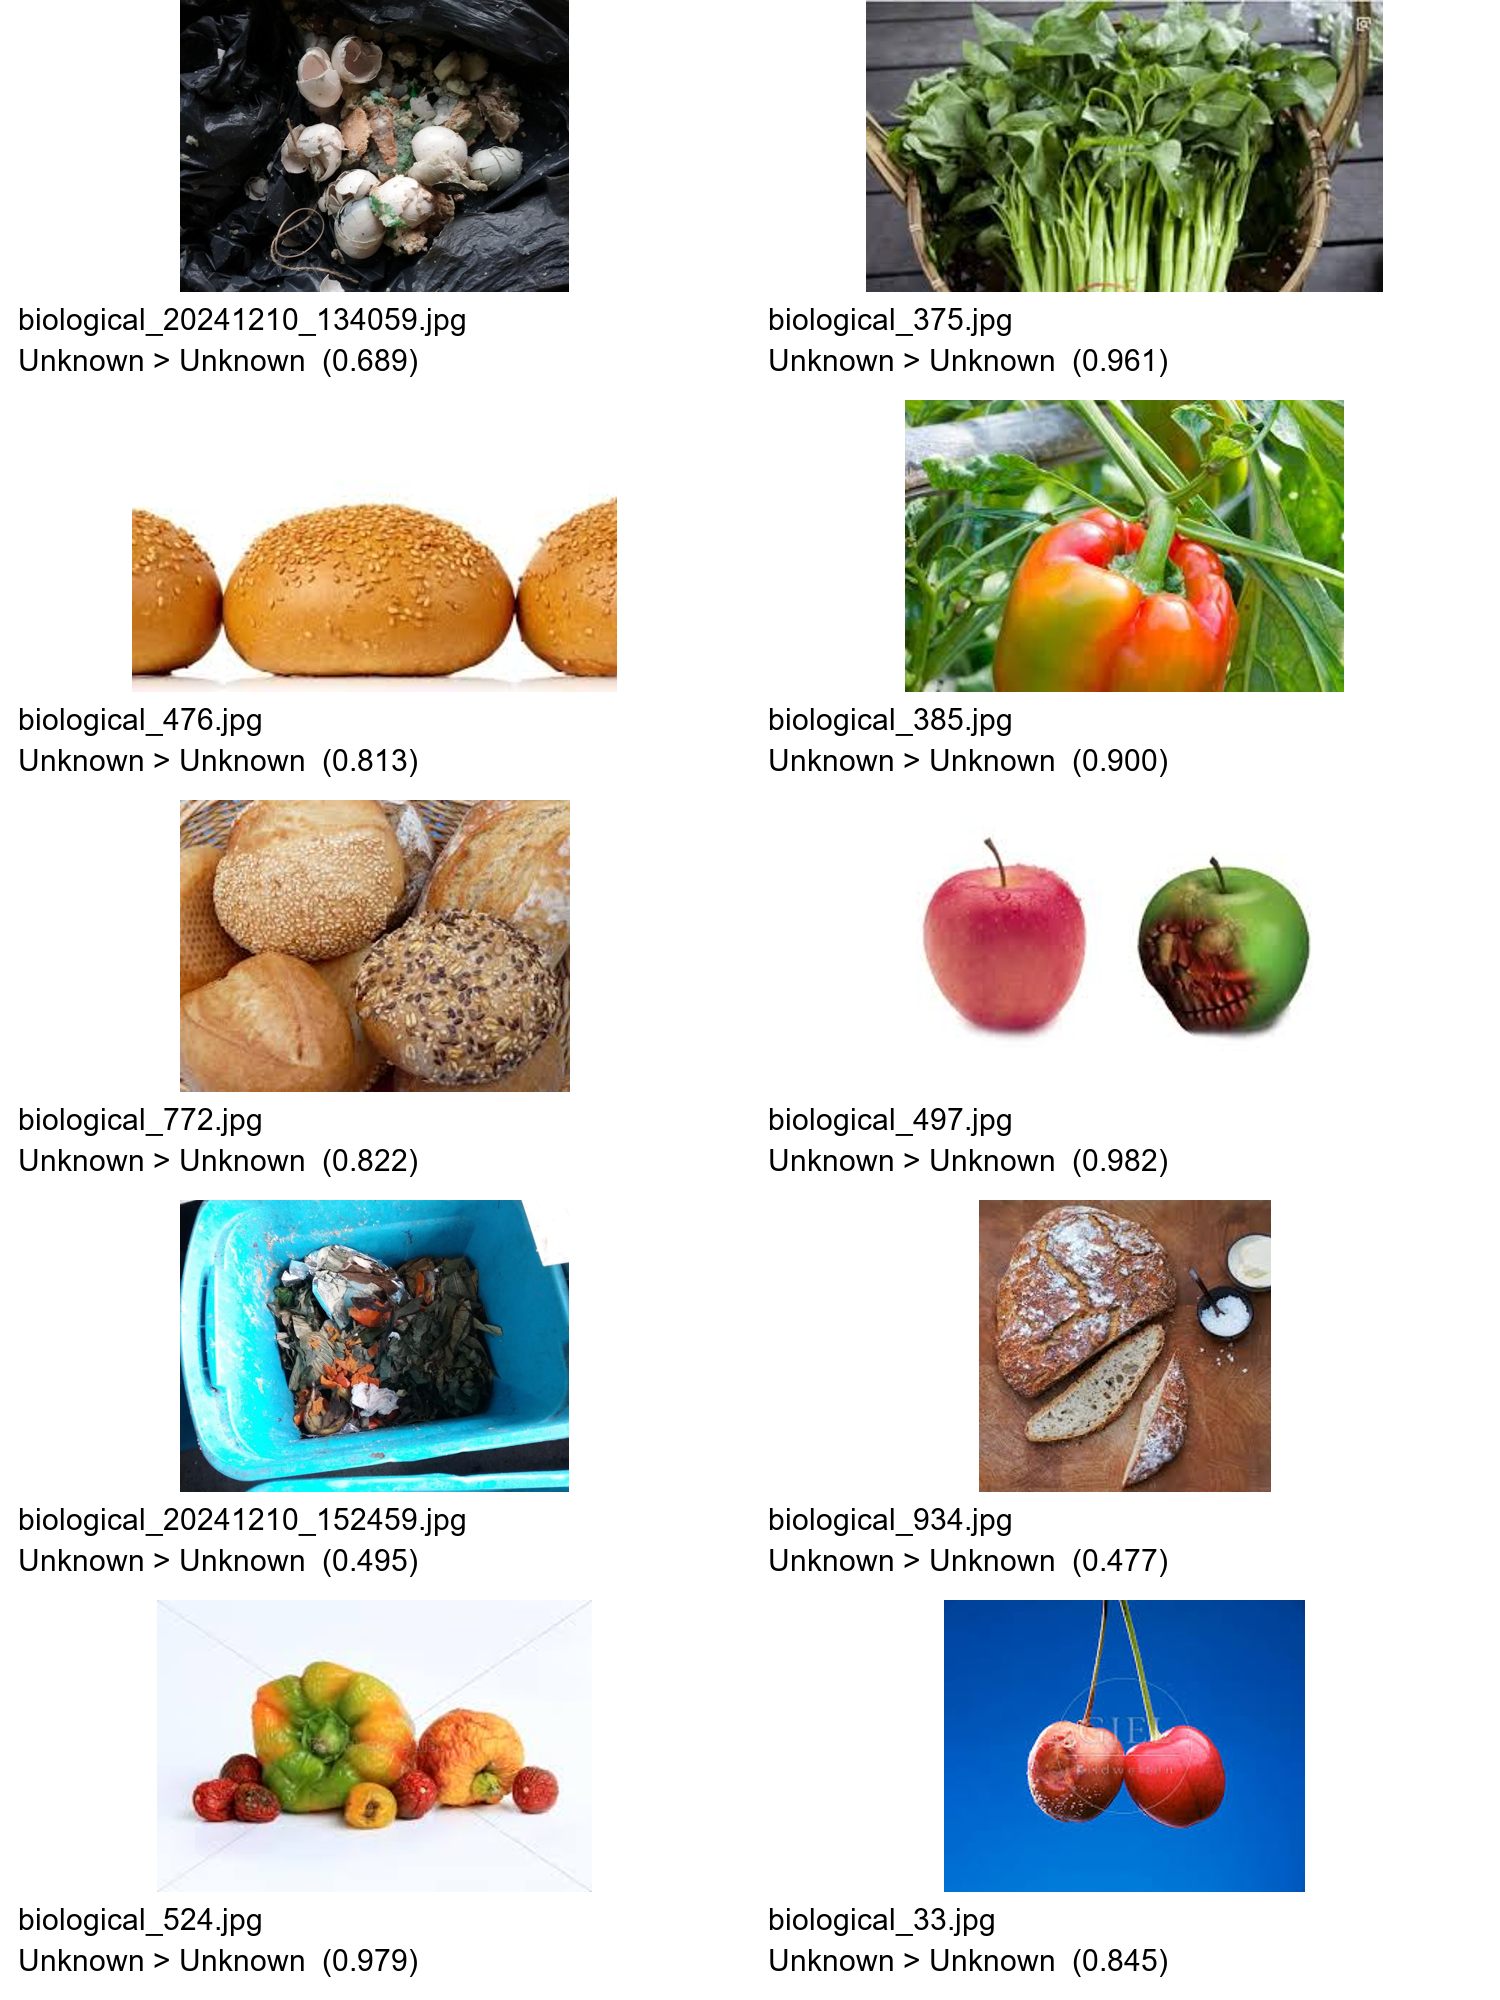 biological_20241210_134059.jpg
Unknown > Unknown (0.689)
biological_375.jpg
Unknown > Unknown (0.961)
biological_476.jpg
Unknown > Unknown (0.813)
biological_385.jpg
Unknown > Unknown (0.900)
biological_772.jpg
Unknown > Unknown (0.822)
biological_497.jpg
Unknown > Unknown (0.982)
biological_20241210_152459.jpg
Unknown > Unknown (0.495)
biological_934.jpg
Unknown > Unknown (0.477)
biological_524.jpg
Unknown > Unknown (0.979)
GIEL
biological_33.jpg
Unknown > Unknown (0.845)